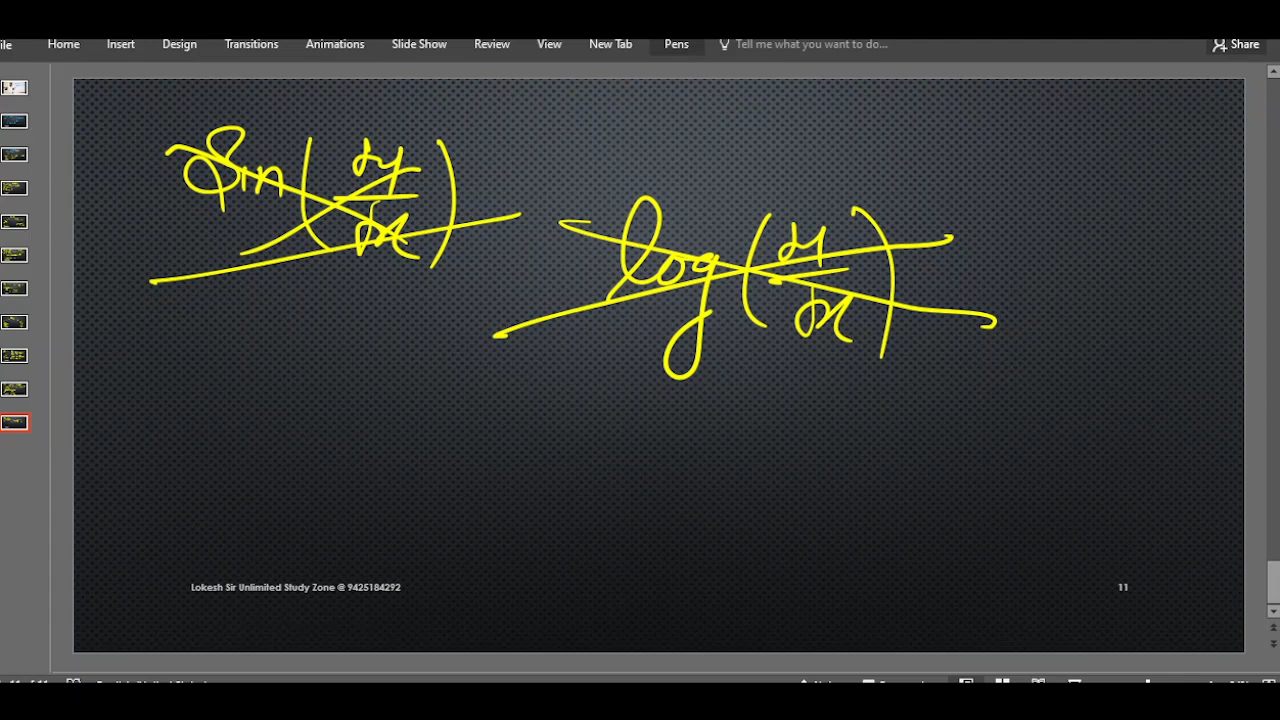 File Home Insert Design Transitions Animations Slide Show Review View New Tab Pens Tell me what you want to do... Share
Sin(dy/dx)
log(dy/dx)
Lokesh Sir Unlimited Study Zone @ 9425184292 11